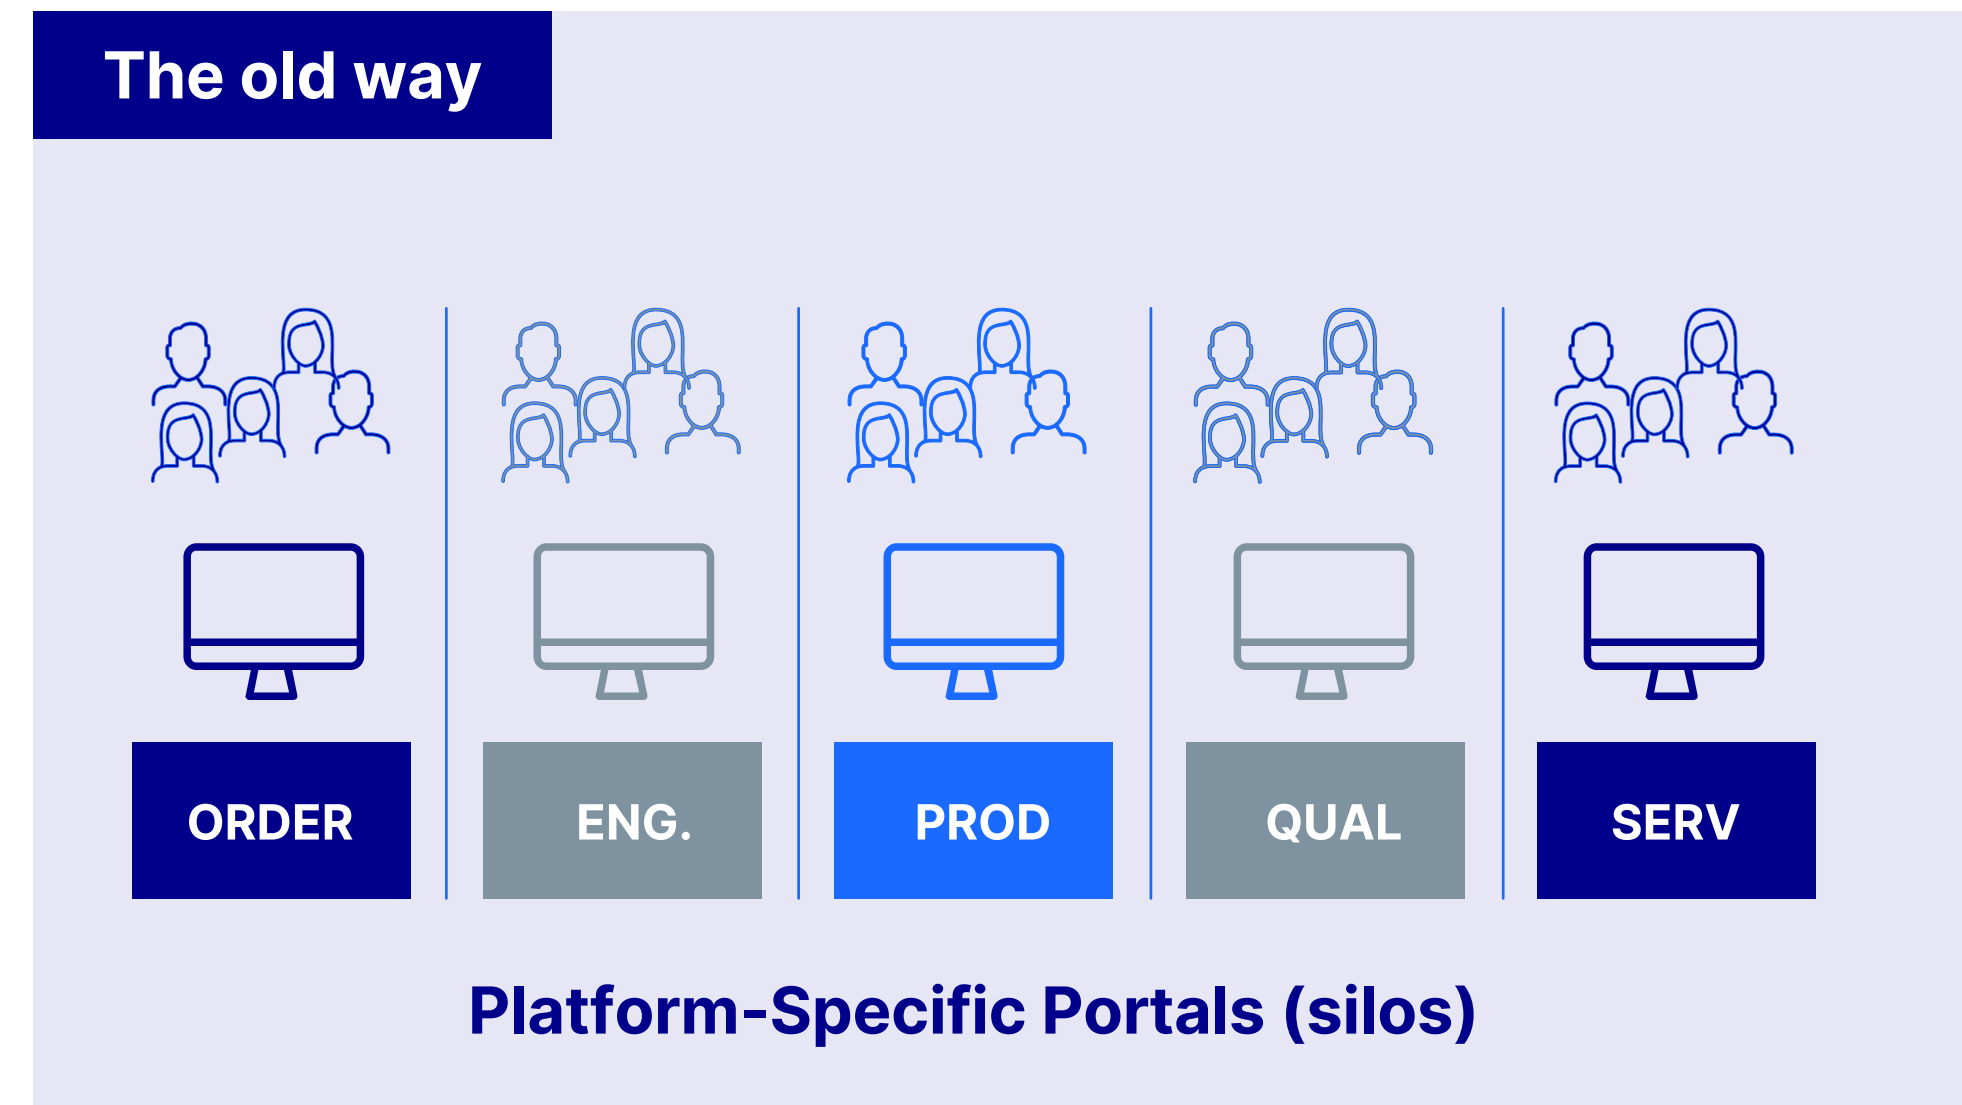 The old way
ORDER
ENG.
PROD
QUAL
SERV
Platform-Specific Portals (silos)